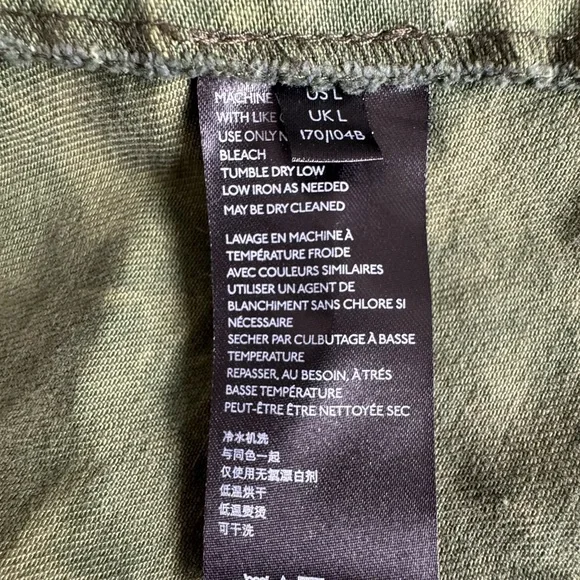 US L
UK L
170/104B
MACHINE
WITH LIKE
USE ONLY
BLEACH
TUMBLE DRY LOW
LOW IRON AS NEEDED
MAY BE DRY CLEANED
LAVAGE EN MACHINE À
TEMPÉRATURE FROIDE
AVEC COULEURS SIMILAIRES
UTILISER UN AGENT DE
BLANCHIMENT SANS CHLORE SI
NÉCESSAIRE
SECHER PAR CULBUTAGE À BASSE
TEMPERATURE
REPASSER, AU BESOIN, À TRÉS
BASSE TEMPÉRATURE
PEUT-ÊTRE ÊTRE NETTOYÉE SEC
冷水机洗
与同色一起
仅使用无氯漂白剂
低温烘干
低温熨烫
可干洗